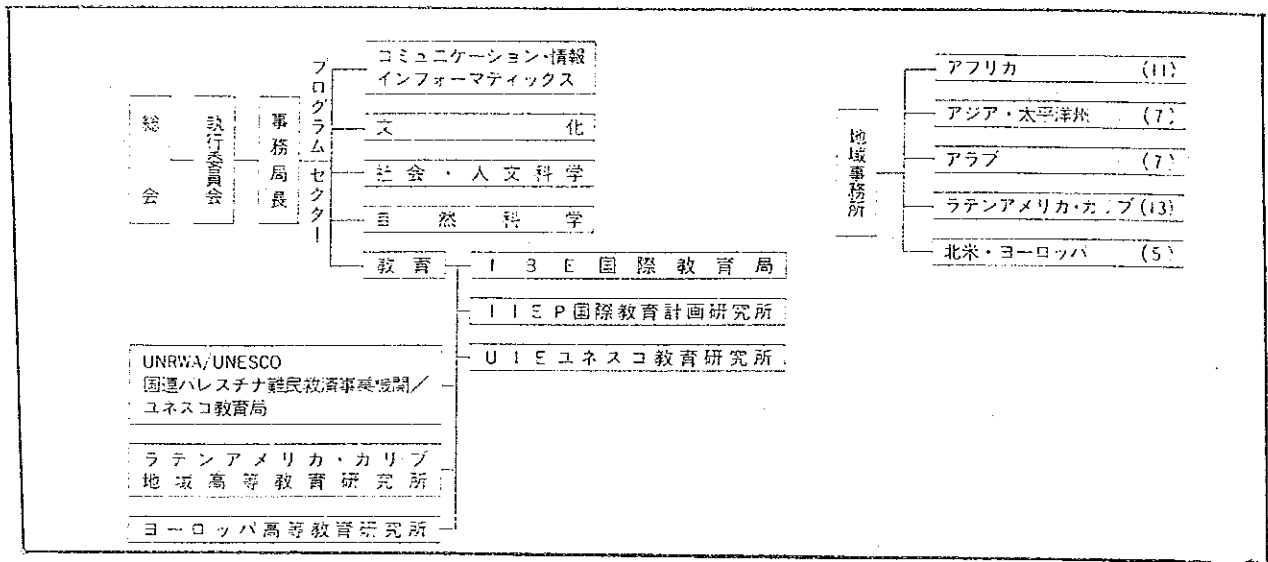 総会
執行委員会
事務局長
プログラムセクター
コミュニケーション・情報
インフォーマティックス
文化
社会・人文科学
自然科学
教育
IBE国際教育局
IIEP国際教育計画研究所
UIEユネスコ教育研究所
UNRWA/UNESCO
国連パレスチナ難民救済事業機関/
ユネスコ教育局
ラテンアメリカ・カリブ
地域高等教育研究所
ヨーロッパ高等教育研究所
地域事務所
アフリカ (11)
アジア・太平洋州 (7)
アラブ (7)
ラテンアメリカ・カリブ (13)
北米・ヨーロッパ (5)